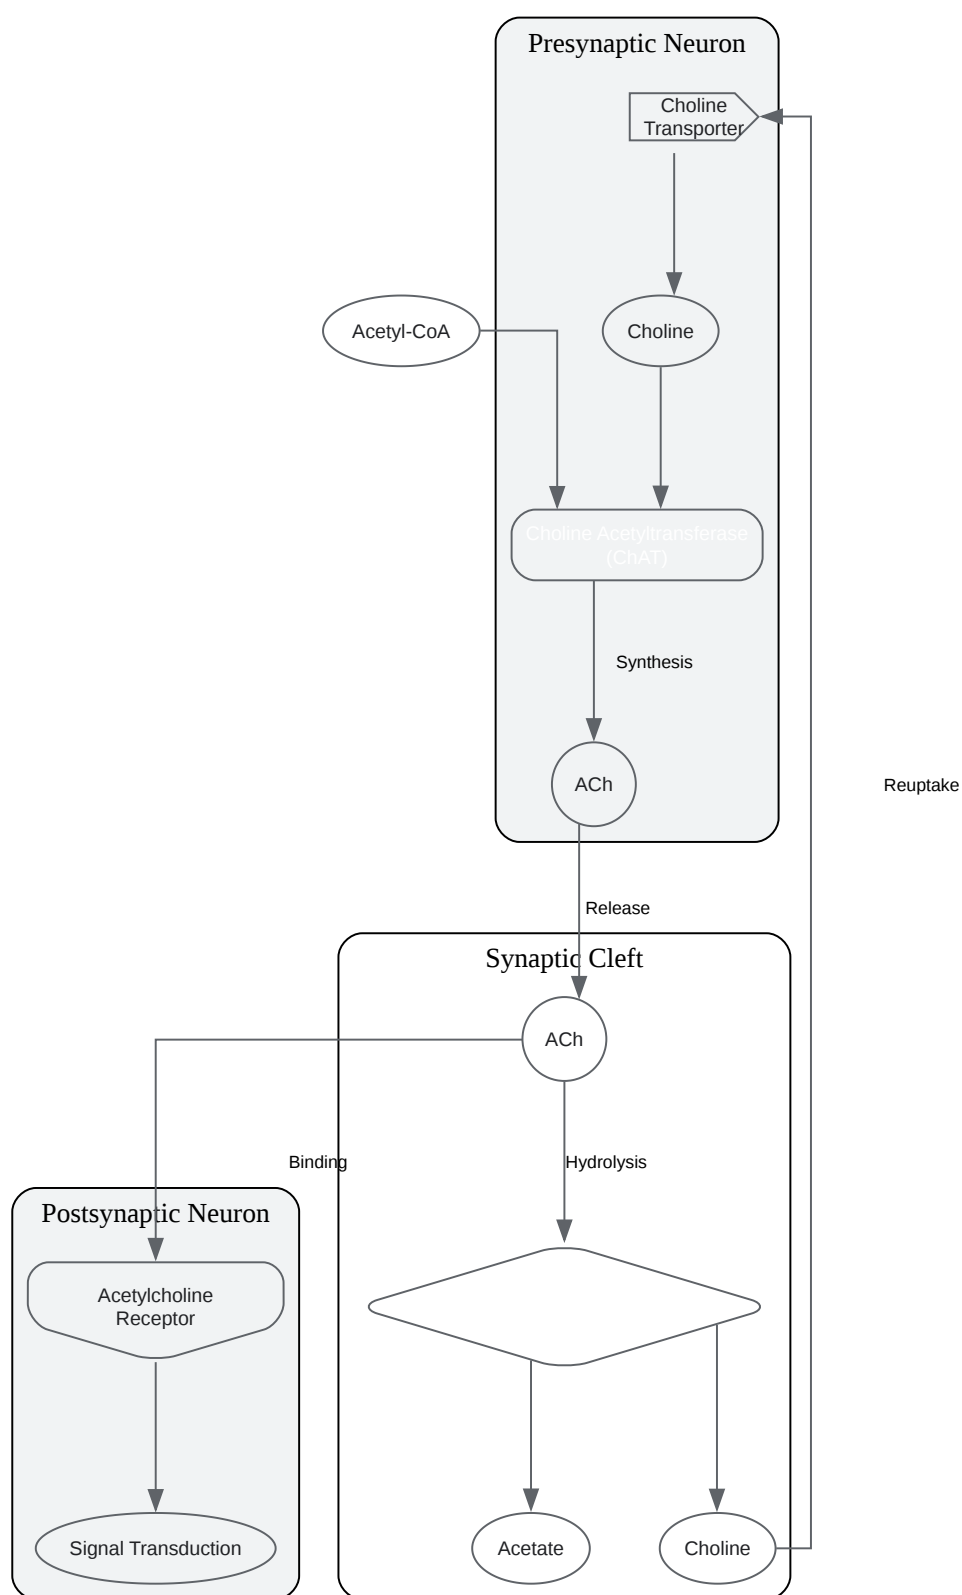 Presynaptic Neuron
Choline
Transporter
Acetyl-CoA
Choline
Choline Acetyltransferase
(ChAT)
Synthesis
ACh
Reuptake
Release
Synaptic Cleft
ACh
Binding
Hydrolysis
Postsynaptic Neuron
Acetylcholine
Receptor
Signal Transduction
Acetate
Choline